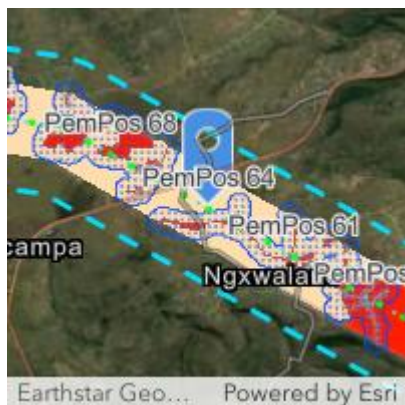 PemPos 68
PemPos 64
PemPos 61
campa
Ngxwala
PemPos
Earthstar Geo... Powered by Esri